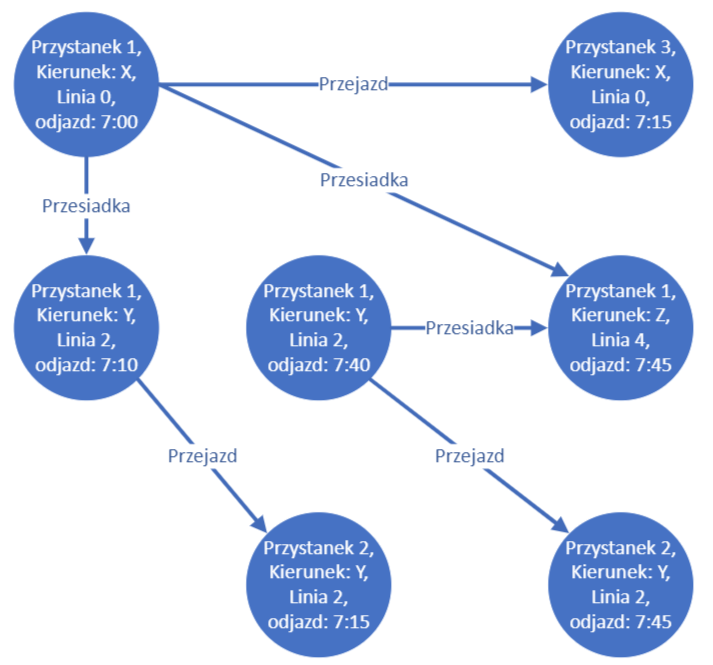 Przystanek 1,
Kierunek: X,
Linia 0,
odjazd: 7:00
Przejazd
Przystanek 3,
Kierunek: X,
Linia 0,
odjazd: 7:15
Przesiadka
Przesiadka
Przystanek 1,
Kierunek: Y,
Linia 2,
odjazd: 7:10
Przystanek 1,
Kierunek: Y,
Linia 2,
odjazd: 7:40
Przesiadka
Przystanek 1,
Kierunek: Z,
Linia 4,
odjazd: 7:45
Przejazd
Przejazd
Przystanek 2,
Kierunek: Y,
Linia 2,
odjazd: 7:15
Przystanek 2,
Kierunek: Y,
Linia 2,
odjazd: 7:45